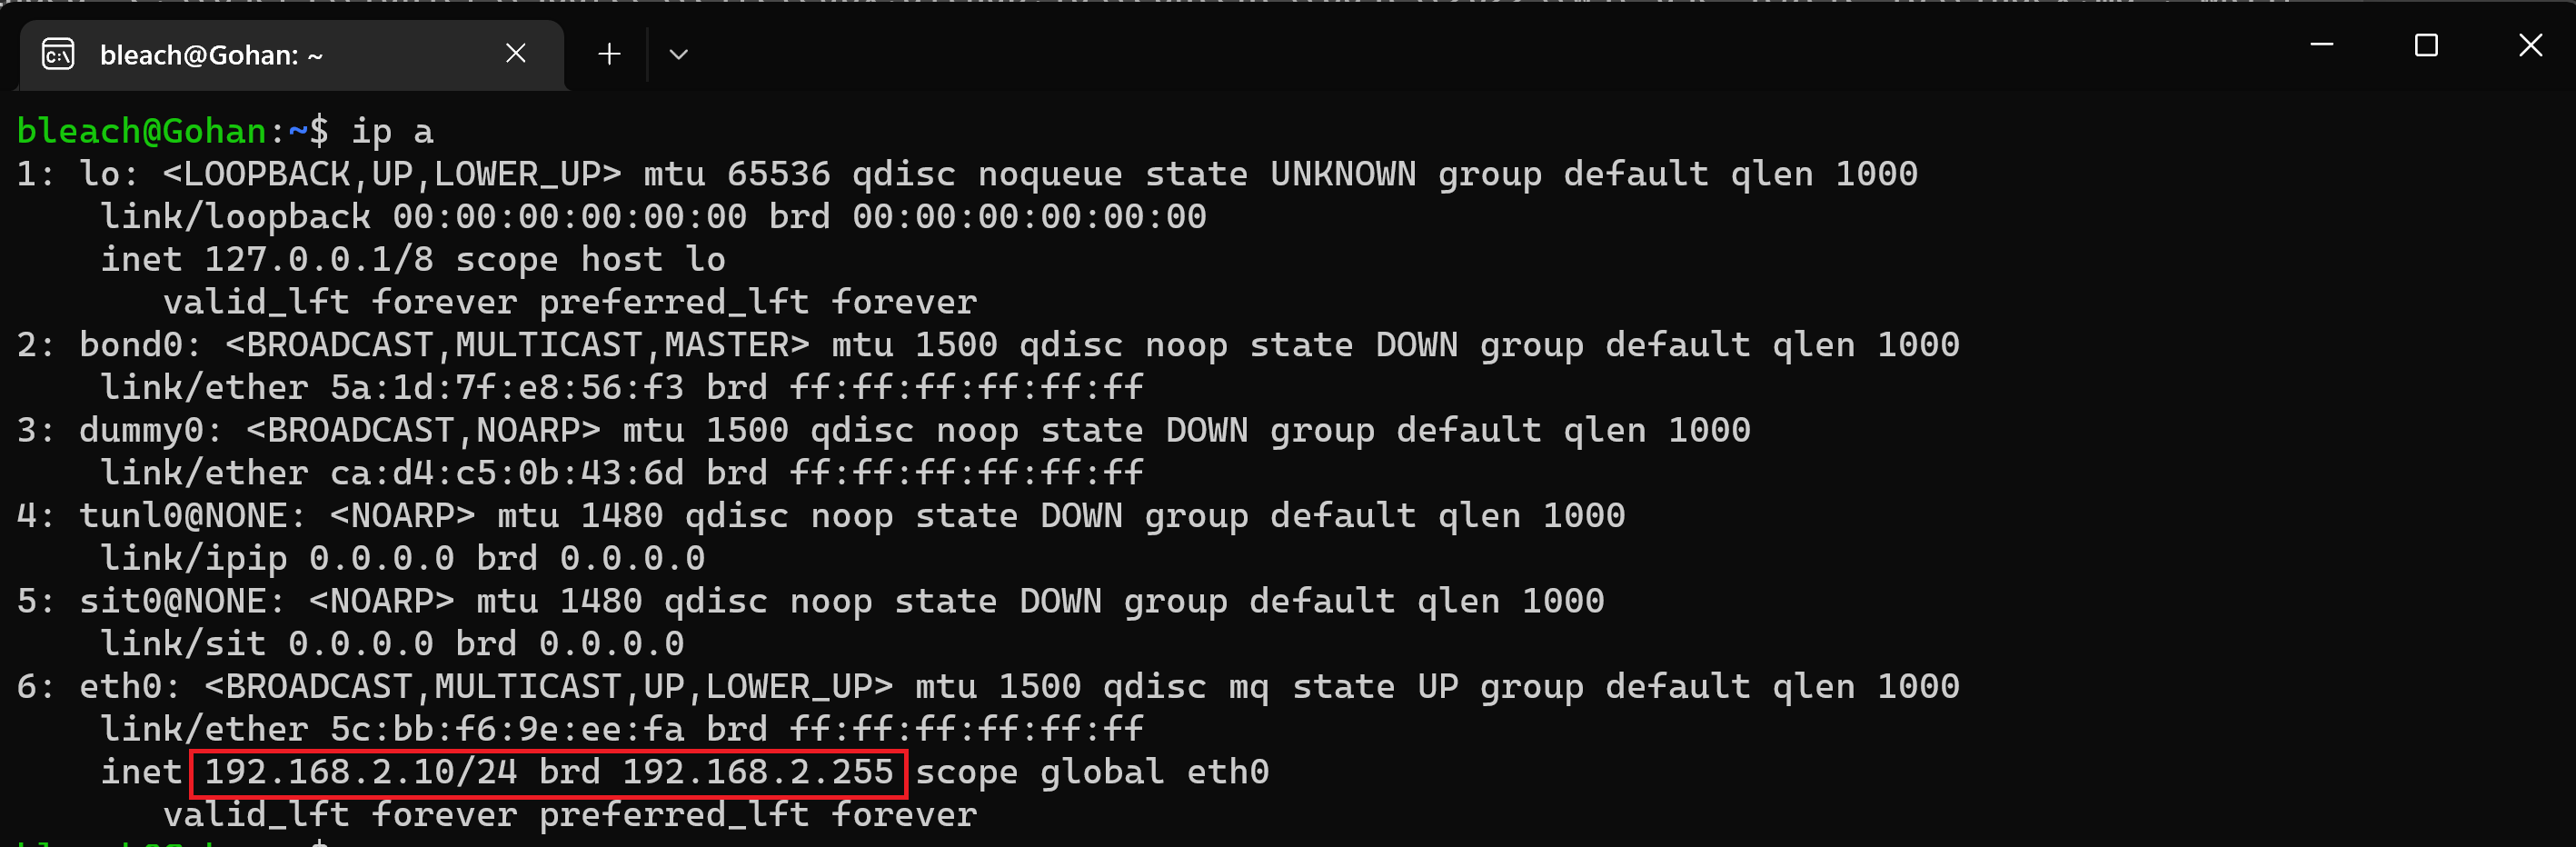 bleach@Gohan: ~
bleach@Gohan:~$ ip a
1: lo: <LOOPBACK,UP,LOWER_UP> mtu 65536 qdisc noqueue state UNKNOWN group default qlen 1000
    link/loopback 00:00:00:00:00:00 brd 00:00:00:00:00:00
    inet 127.0.0.1/8 scope host lo
       valid_lft forever preferred_lft forever
2: bond0: <BROADCAST,MULTICAST,MASTER> mtu 1500 qdisc noop state DOWN group default qlen 1000
    link/ether 5a:1d:7f:e8:56:f3 brd ff:ff:ff:ff:ff:ff
3: dummy0: <BROADCAST,NOARP> mtu 1500 qdisc noop state DOWN group default qlen 1000
    link/ether ca:d4:c5:0b:43:6d brd ff:ff:ff:ff:ff:ff
4: tunl0@NONE: <NOARP> mtu 1480 qdisc noop state DOWN group default qlen 1000
    link/ipip 0.0.0.0 brd 0.0.0.0
5: sit0@NONE: <NOARP> mtu 1480 qdisc noop state DOWN group default qlen 1000
    link/sit 0.0.0.0 brd 0.0.0.0
6: eth0: <BROADCAST,MULTICAST,UP,LOWER_UP> mtu 1500 qdisc mq state UP group default qlen 1000
    link/ether 5c:bb:f6:9e:ee:fa brd ff:ff:ff:ff:ff:ff
    inet 192.168.2.10/24 brd 192.168.2.255 scope global eth0
       valid_lft forever preferred_lft forever